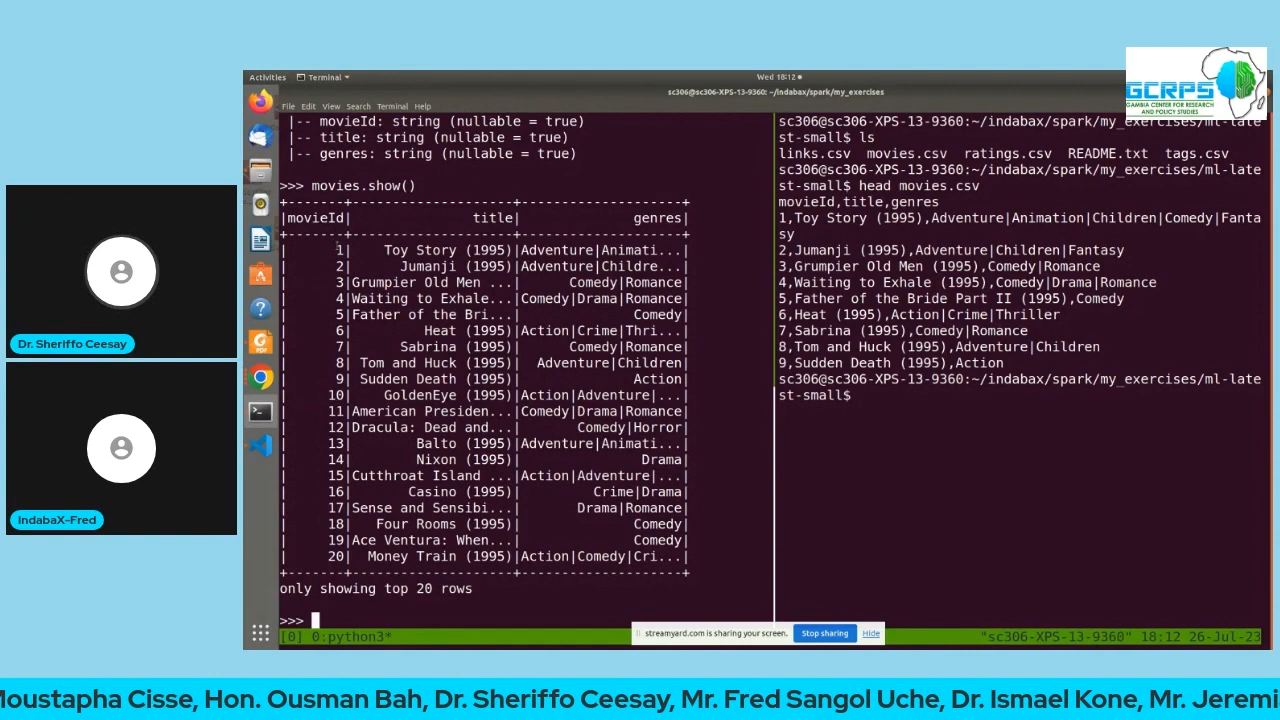 GCRPS
GAMBIA CENTER FOR RESEARCH
AND POLICY STUDIES
Activities Terminal Wed 18:12
sc306@sc306-XPS-13-9360: ~/indabax/spark/my_exercises
File Edit View Search Terminal Help
|-- movieId: string (nullable = true)
|-- title: string (nullable = true)
|-- genres: string (nullable = true)
>>> movies.show()
+-------+--------------------+--------------------+
|movieId|               title|              genres|
+-------+--------------------+--------------------+
|      1|    Toy Story (1995)|Adventure|Animati...|
|      2|      Jumanji (1995)|Adventure|Childre...|
|      3|Grumpier Old Men ...|      Comedy|Romance|
|      4|Waiting to Exhale...|Comedy|Drama|Romance|
|      5|Father of the Bri...|              Comedy|
|      6|         Heat (1995)|Action|Crime|Thri...|
|      7|      Sabrina (1995)|      Comedy|Romance|
|      8| Tom and Huck (1995)|  Adventure|Children|
|      9| Sudden Death (1995)|              Action|
|     10|    GoldenEye (1995)|Action|Adventure|...|
|     11|American Presiden...|Comedy|Drama|Romance|
|     12|Dracula: Dead and...|       Comedy|Horror|
|     13|        Balto (1995)|Adventure|Animati...|
|     14|        Nixon (1995)|               Drama|
|     15|Cutthroat Island ...|Action|Adventure|...|
|     16|       Casino (1995)|         Crime|Drama|
|     17|Sense and Sensibi...|       Drama|Romance|
|     18|   Four Rooms (1995)|              Comedy|
|     19|Ace Ventura: When...|              Comedy|
|     20|  Money Train (1995)|Action|Comedy|Cri...|
+-------+--------------------+--------------------+
only showing top 20 rows
>>>
sc306@sc306-XPS-13-9360:~/indabax/spark/my_exercises/ml-late
st-small$ ls
links.csv  movies.csv  ratings.csv  README.txt  tags.csv
sc306@sc306-XPS-13-9360:~/indabax/spark/my_exercises/ml-late
st-small$ head movies.csv
movieId,title,genres
1,Toy Story (1995),Adventure|Animation|Children|Comedy|Fanta
sy
2,Jumanji (1995),Adventure|Children|Fantasy
3,Grumpier Old Men (1995),Comedy|Romance
4,Waiting to Exhale (1995),Comedy|Drama|Romance
5,Father of the Bride Part II (1995),Comedy
6,Heat (1995),Action|Crime|Thriller
7,Sabrina (1995),Comedy|Romance
8,Tom and Huck (1995),Adventure|Children
9,Sudden Death (1995),Action
sc306@sc306-XPS-13-9360:~/indabax/spark/my_exercises/ml-late
st-small$
Dr. Sheriffo Ceesay
IndabaX-Fred
streamyard.com is sharing your screen. Stop sharing Hide
[0] 0:python3* "sc306-XPS-13-9360" 18:12 26-Jul-23
Moustapha Cisse, Hon. Ousman Bah, Dr. Sheriffo Ceesay, Mr. Fred Sangol Uche, Dr. Ismael Kone, Mr. Jeremi